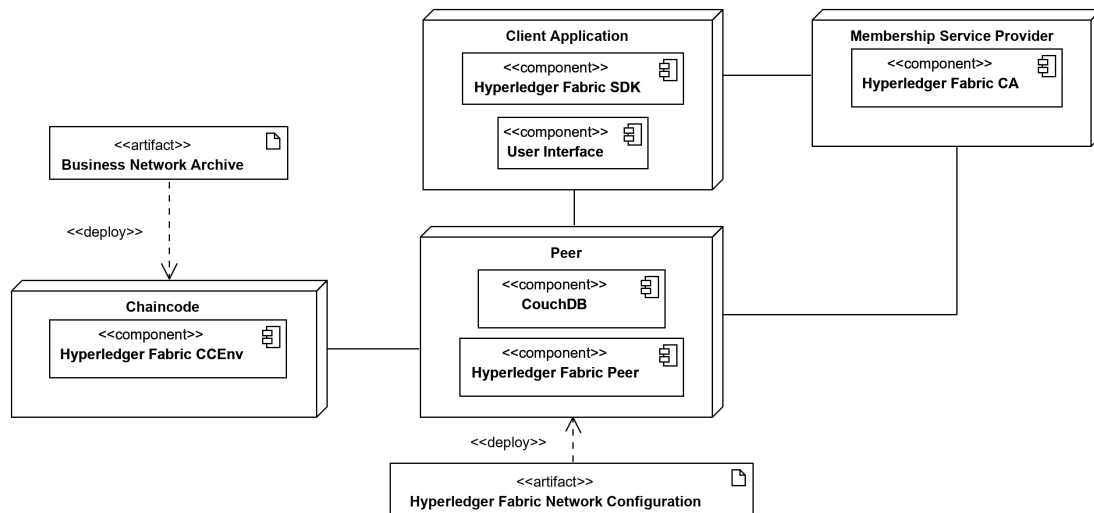 Client Application
<<component>>
Hyperledger Fabric SDK
<<component>>
User Interface
Membership Service Provider
<<component>>
Hyperledger Fabric CA
<<artifact>>
Business Network Archive
<<deploy>>
Chaincode
<<component>>
Hyperledger Fabric CCEnv
Peer
<<component>>
CouchDB
<<component>>
Hyperledger Fabric Peer
<<deploy>>
<<artifact>>
Hyperledger Fabric Network Configuration